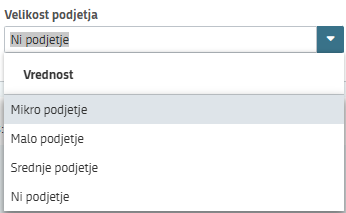 Velikost podjetja
Ni podjetje
Vrednost
Mikro podjetje
Malo podjetje
Srednje podjetje
Ni podjetje